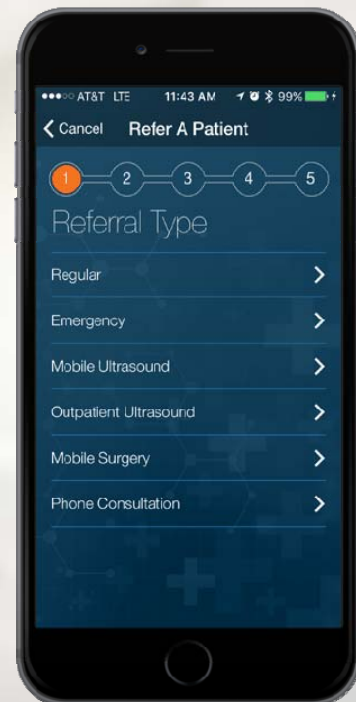 AT&T LTE 11:43 AM 99%
Cancel Refer A Patient
1 2 3 4 5
Referral Type
Regular
Emergency
Mobile Ultrasound
Outpatient Ultrasound
Mobile Surgery
Phone Consultation